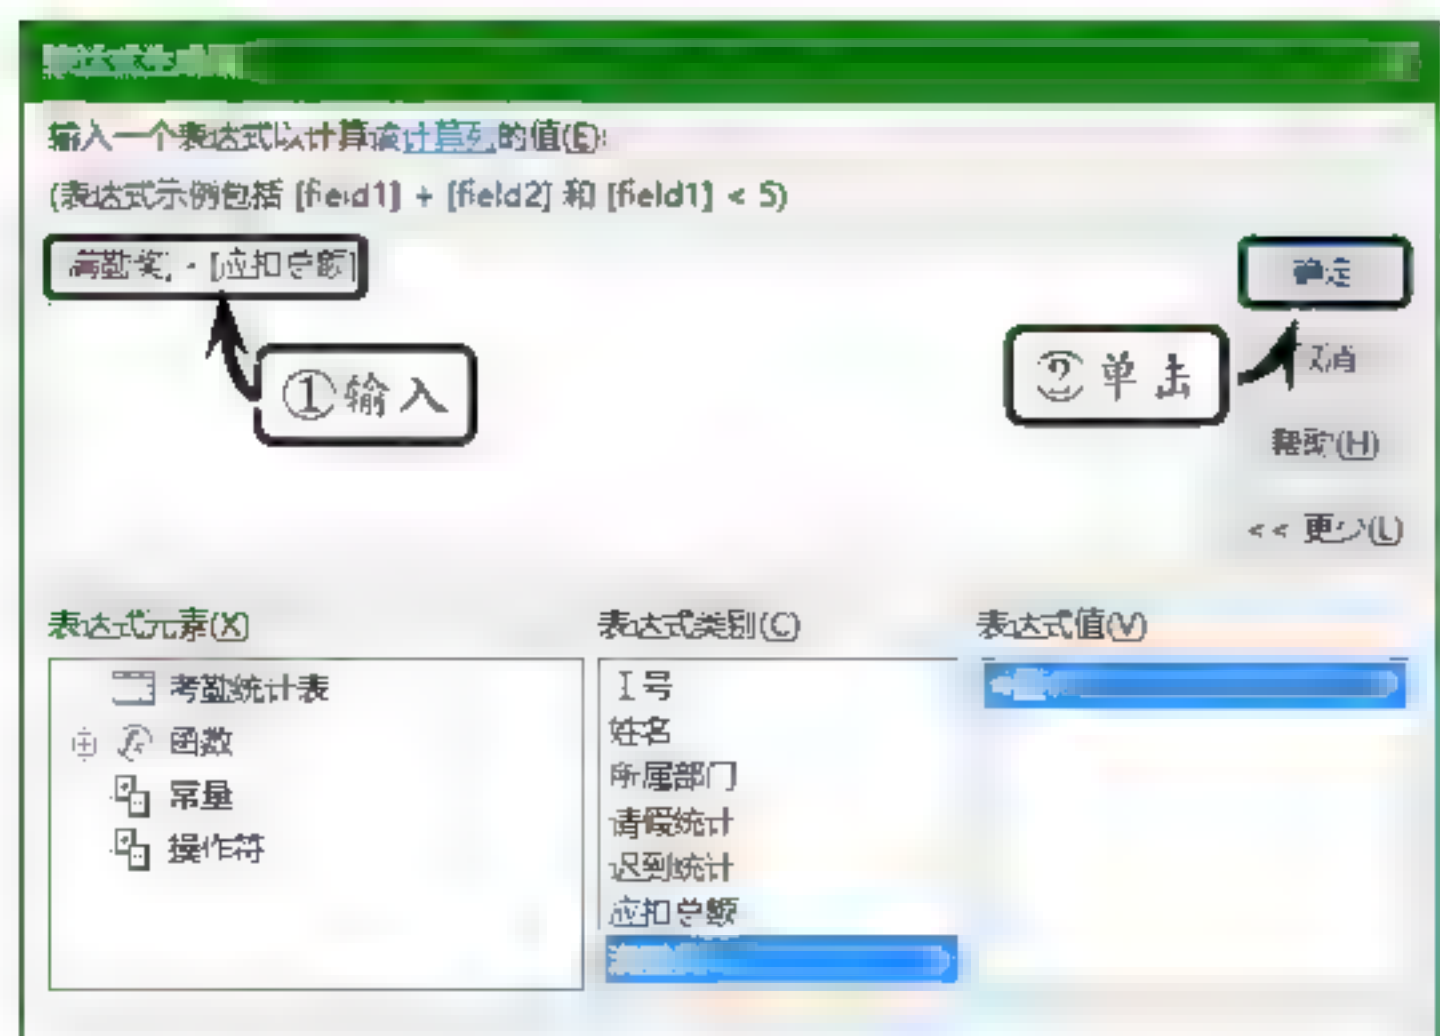 输入一个表达式以计算该计算列的值(E):
(表达式示例包括 [field1] + [field2] 和 [field1] < 5)
满勤奖] - [应扣总额]
确定
①输入
②单击
取消
帮助(H)
<< 更少(L)
表达式元素(X)
表达式类别(C)
表达式值(V)
考勤统计表
函数
常量
操作符
工号
姓名
所属部门
请假统计
迟到统计
应扣总额